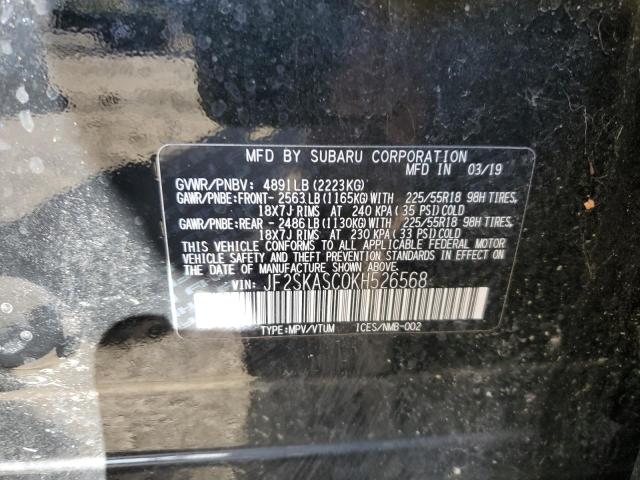 MFD BY SUBARU CORPORATION
MFD IN 03/19
GVWR/PNBV: 4891LB (2223KG)
GAWR/PNBE:FRONT-2563LB (1165KG)WITH 225/55R18 98H TIRES,
18X7J RIMS AT 240 KPA (35 PSI)COLD
GAWR/PNBE:REAR -2486LB (1130KG)WITH 225/55R18 98H TIRES,
18X7J RIMS AT 230 KPA (33 PSI)COLD
THIS VEHICLE CONFORMS TO ALL APPLICABLE FEDERAL MOTOR
VEHICLE SAFETY AND THEFT PREVENTION STANDARDS IN EFFECT ON
THE DATE OF MANUFACTURE SHOWN ABOVE.
VIN: JF2SKASC0KH526568
TYPE:MPV/VTUM ICES/NMB-002